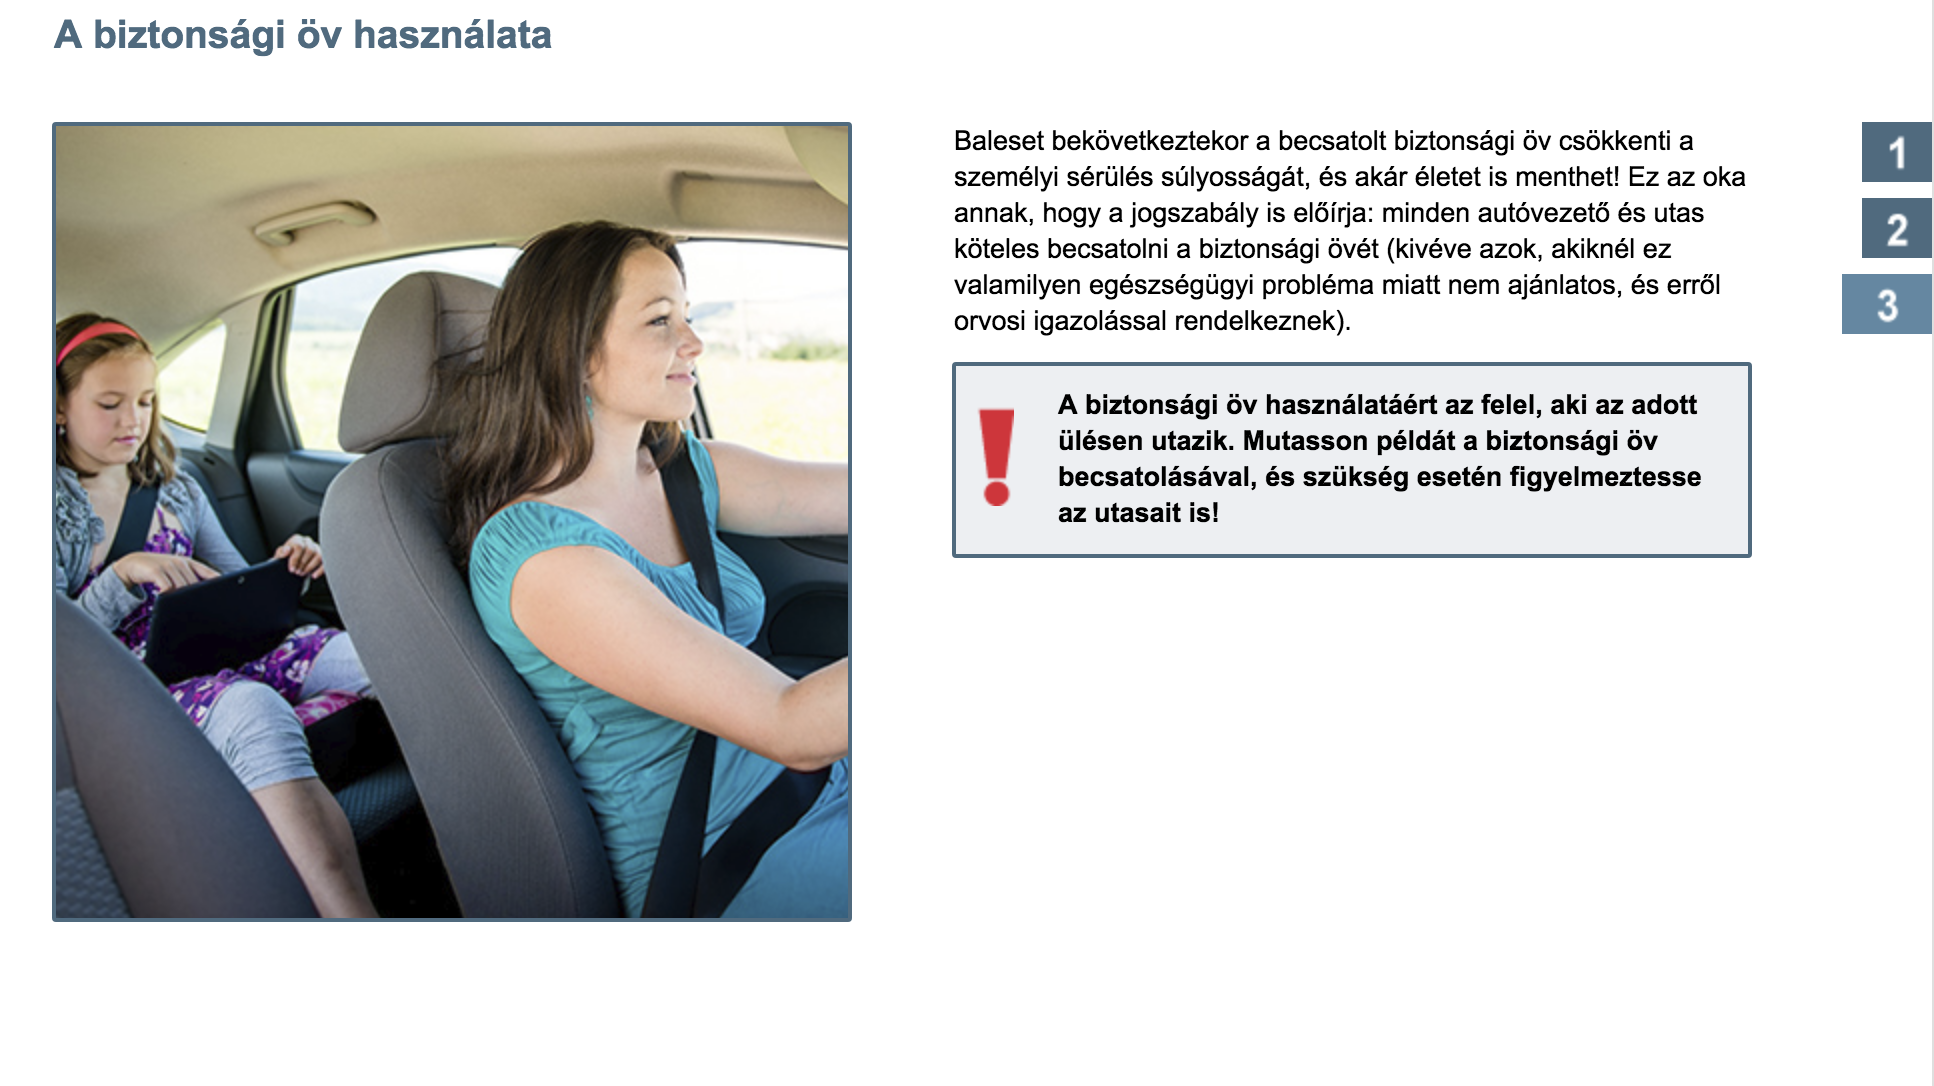 A biztonsági öv használata
Baleset bekövetkeztekor a becsatolt biztonsági öv csökkenti a
személyi sérülés súlyosságát, és akár életet is menthet! Ez az oka
annak, hogy a jogszabály is előírja: minden autóvezető és utas
köteles becsatolni a biztonsági övét (kivéve azok, akiknél ez
valamilyen egészségügyi probléma miatt nem ajánlatos, és erről
orvosi igazolással rendelkeznek).
A biztonsági öv használatáért az felel, aki az adott
ülésen utazik. Mutasson példát a biztonsági öv
becsatolásával, és szükség esetén figyelmeztesse
az utasait is!
1
2
3